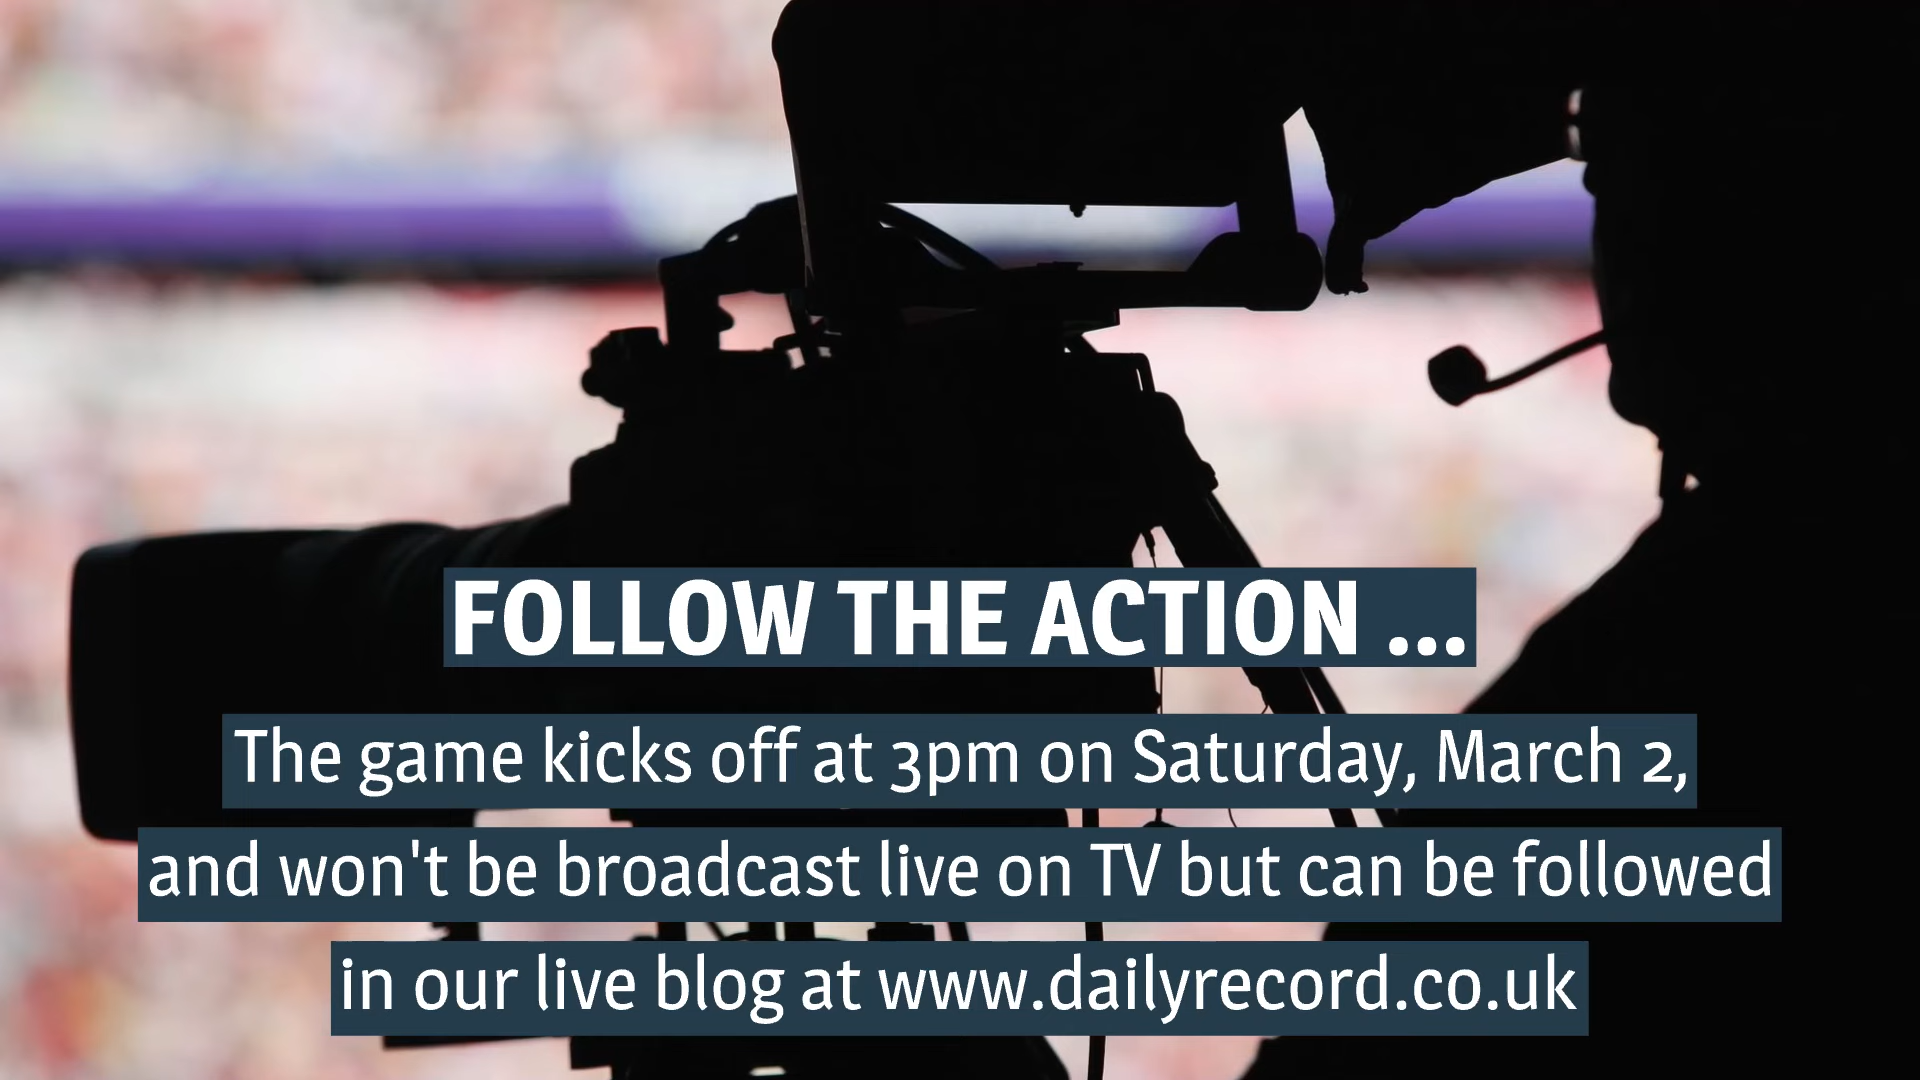 FOLLOW THE ACTION ...
The game kicks off at 3pm on Saturday, March 2,
and won't be broadcast live on TV but can be followed
in our live blog at www.dailyrecord.co.uk